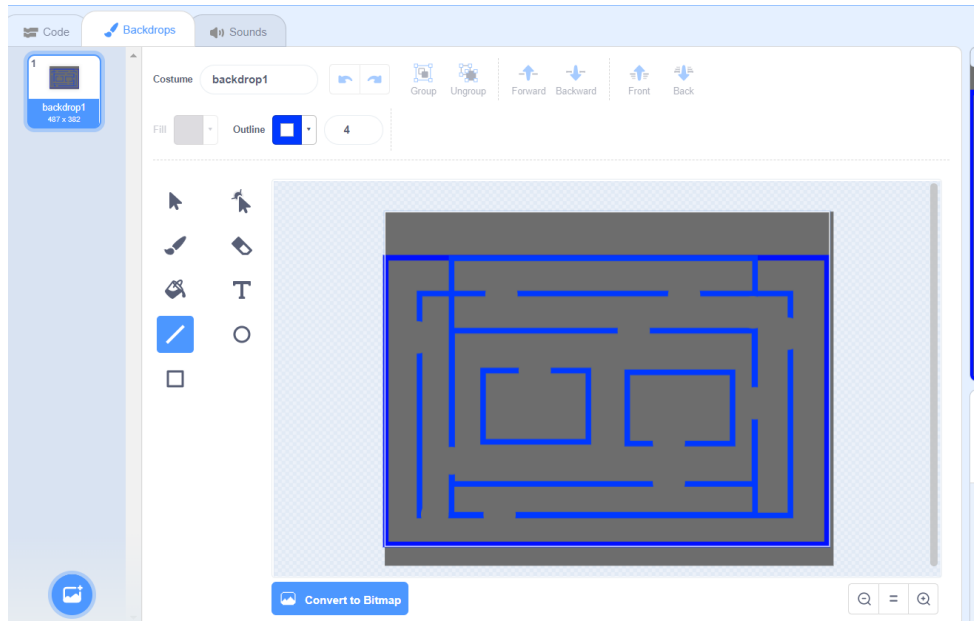 Code
Backdrops
Sounds
1
backdrop1
487 x 382
Costume
backdrop1
Group
Ungroup
Forward
Backward
Front
Back
Fill
Outline
4
T
Convert to Bitmap